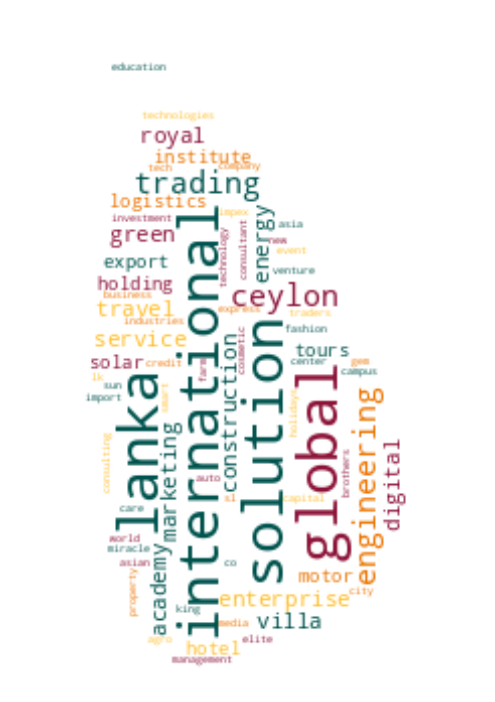 education
technologies
royal
institute
tech
company
trading
logistics
impex
investment
asia
green
energy
technology
consultant
new
event
export
venture
holding
business
ceylon
travel
express
traders
industries
fashion
service
tours
international
solution
construction
cosmetic
center
gem
solar
credit
farm
campus
lk
sun
smart
import
lanka
global
holidays
engineering
marketing
consulting
digital
brothers
auto
sl
capital
care
world
miracle
asian
co
academy
motor
property
city
enterprise
king
media
villa
agro
elite
hotel
management